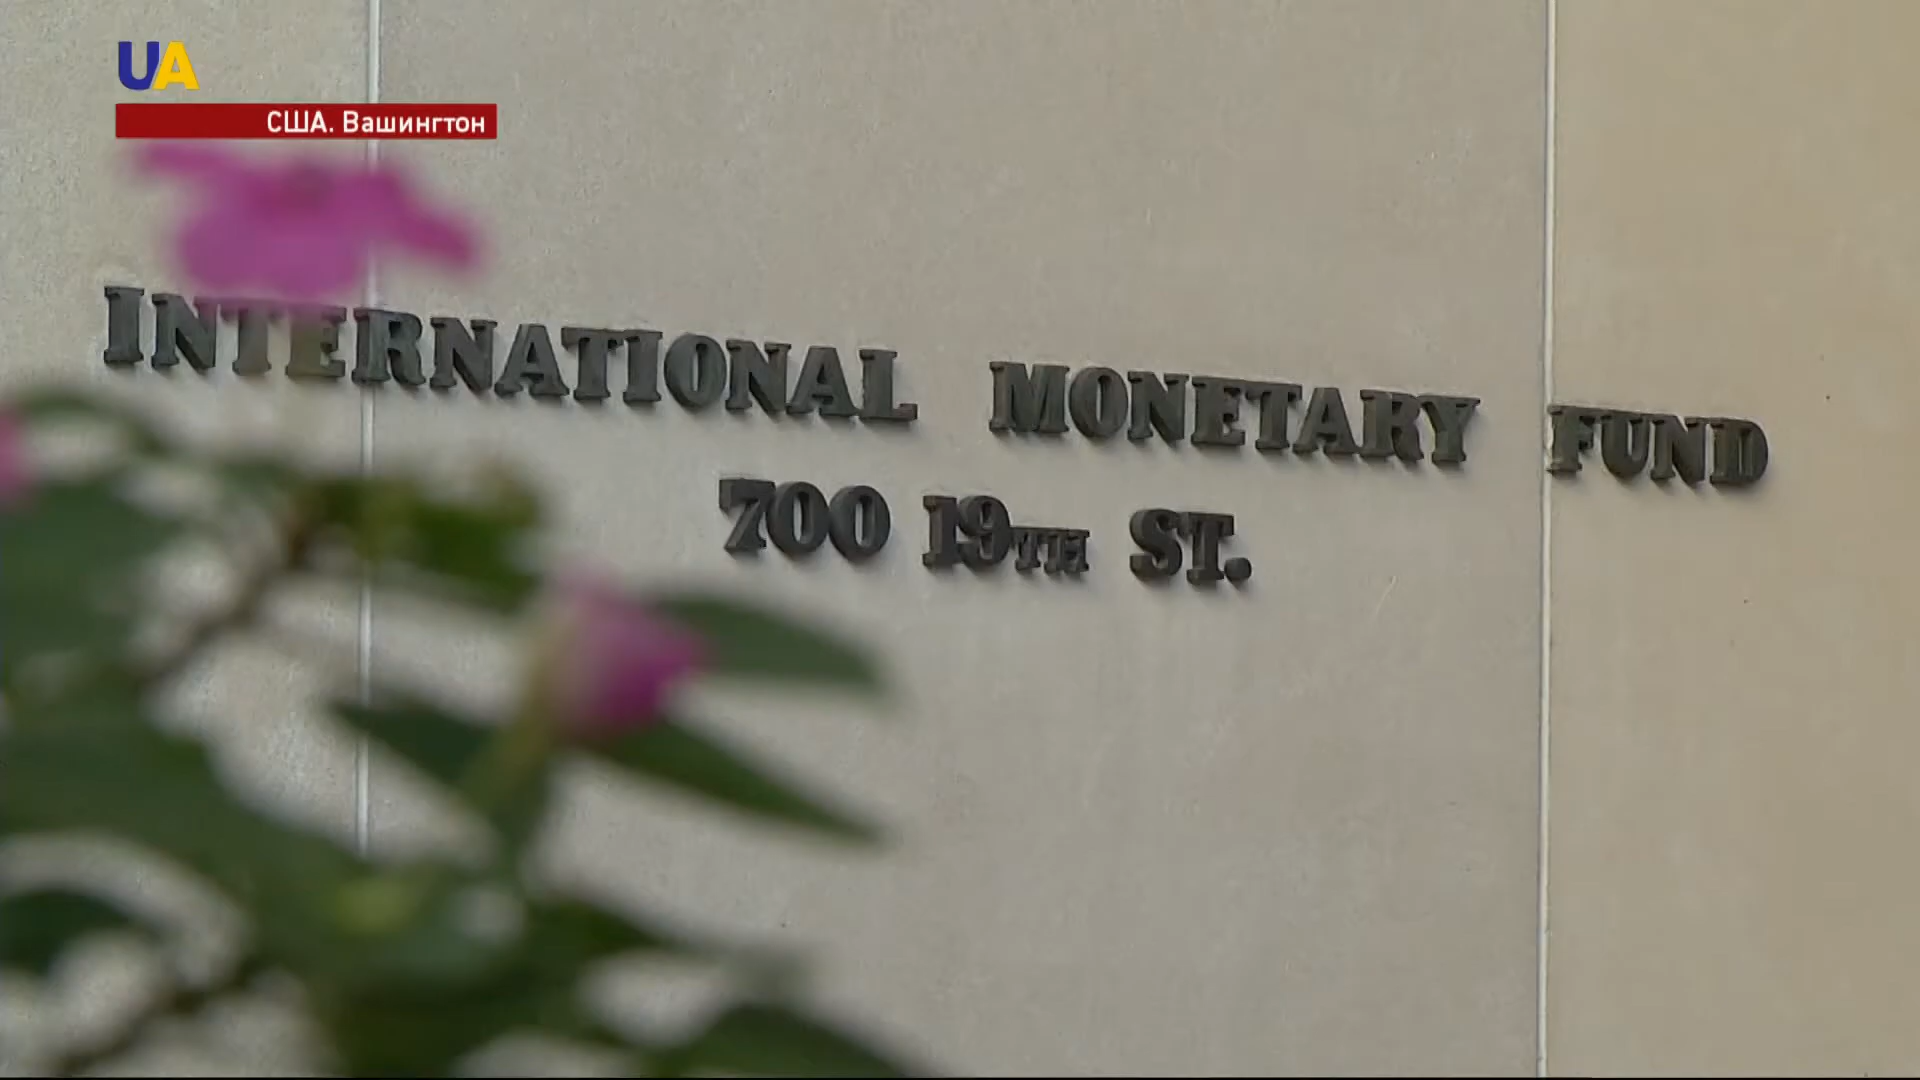 UA
США. Вашингтон
INTERNATIONAL MONETARY FUND
700 19TH ST.